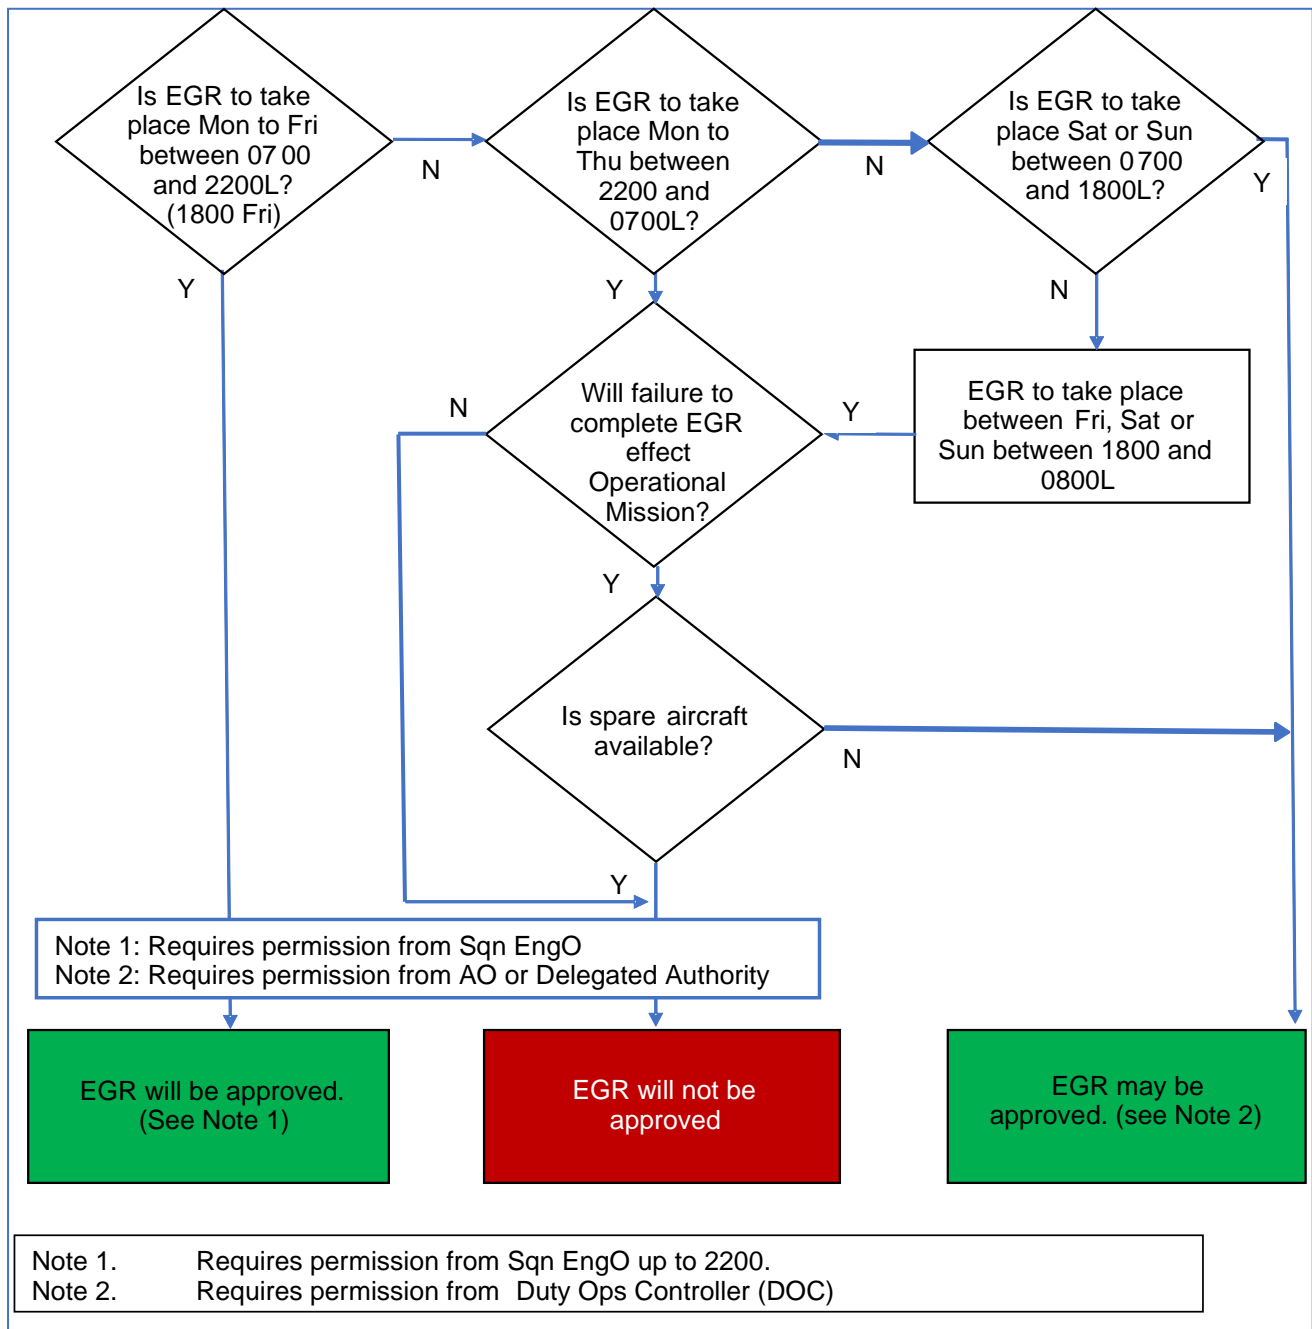 Is EGR to take
place Mon to Fri
between 0700
and 2200L?
(1800 Fri)
N
Y
Is EGR to take
place Mon to
Thu between
2200 and
0700L?
N
Y
Is EGR to take
place Sat or Sun
between 0700
and 1800L?
Y
N
Will failure to
complete EGR
effect
Operational
Mission?
N
Y
Y
EGR to take place
between Fri, Sat or
Sun between 1800 and
0800L
Is spare aircraft
available?
N
Y
Note 1: Requires permission from Sqn EngO
Note 2: Requires permission from AO or Delegated Authority
EGR will be approved.
(See Note 1)
EGR will not be
approved
EGR may be
approved. (see Note 2)
Note 1. Requires permission from Sqn EngO up to 2200.
Note 2. Requires permission from Duty Ops Controller (DOC)